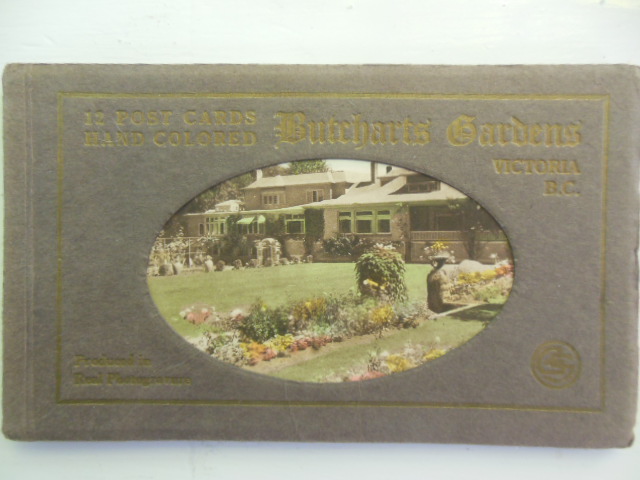 12 POST CARDS
HAND COLORED
Butcharts Gardens
VICTORIA
B.C.
Produced in
Real Photogravure